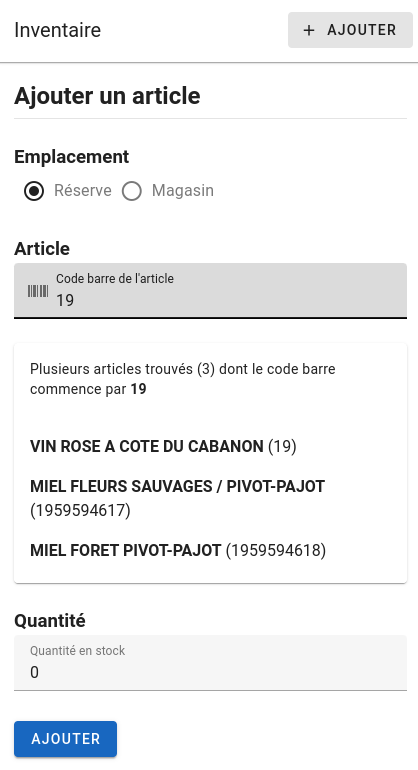 Inventaire
+ AJOUTER
Ajouter un article
Emplacement
Réserve Magasin
Article
Code barre de l'article
19
Plusieurs articles trouvés (3) dont le code barre
commence par 19
VIN ROSE A COTE DU CABANON (19)
MIEL FLEURS SAUVAGES / PIVOT-PAJOT
(1959594617)
MIEL FORET PIVOT-PAJOT (1959594618)
Quantité
Quantité en stock
0
AJOUTER